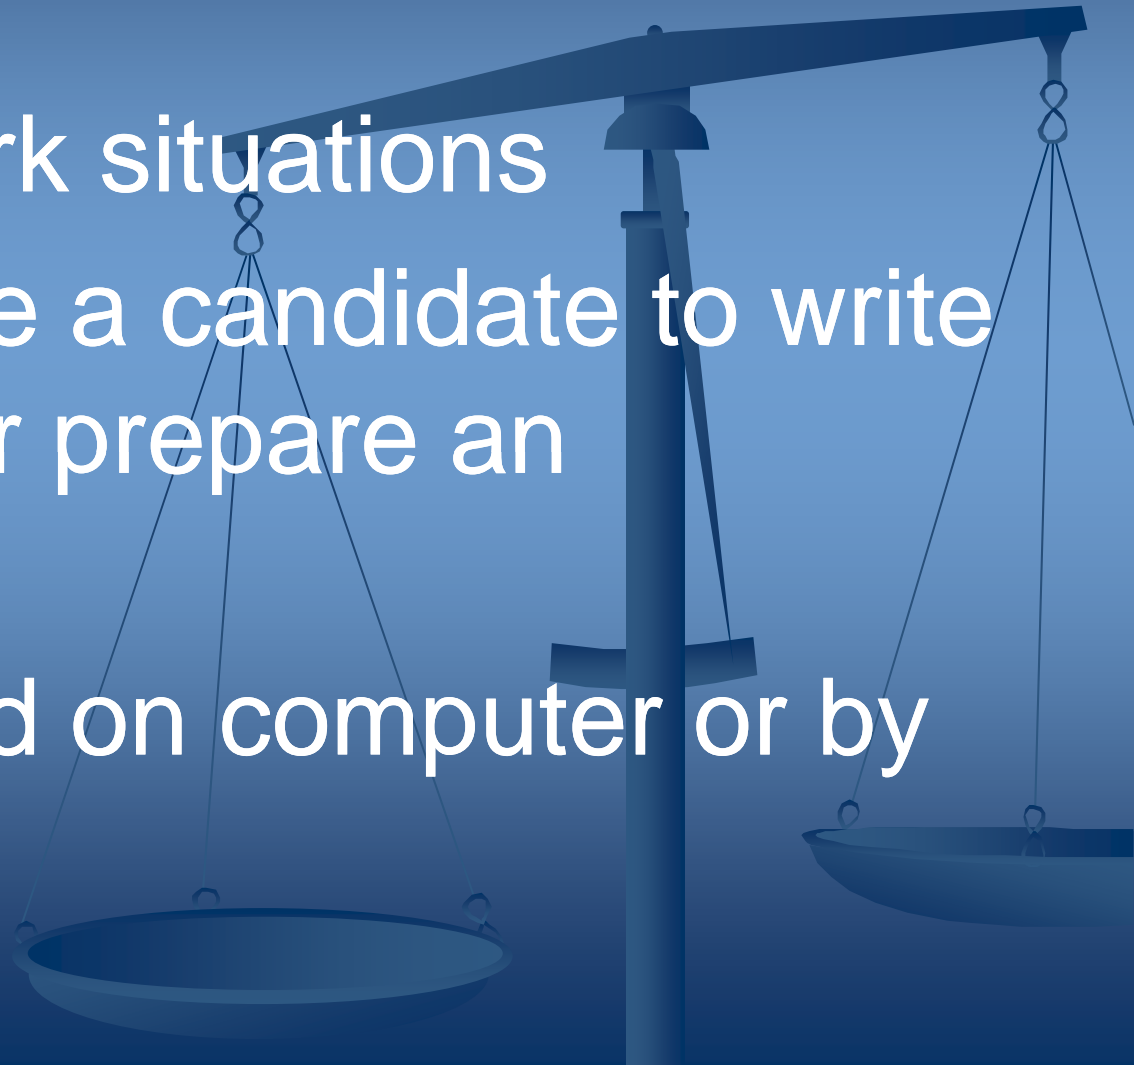 rk situations
e a candidate to write
r prepare an
d on computer or by